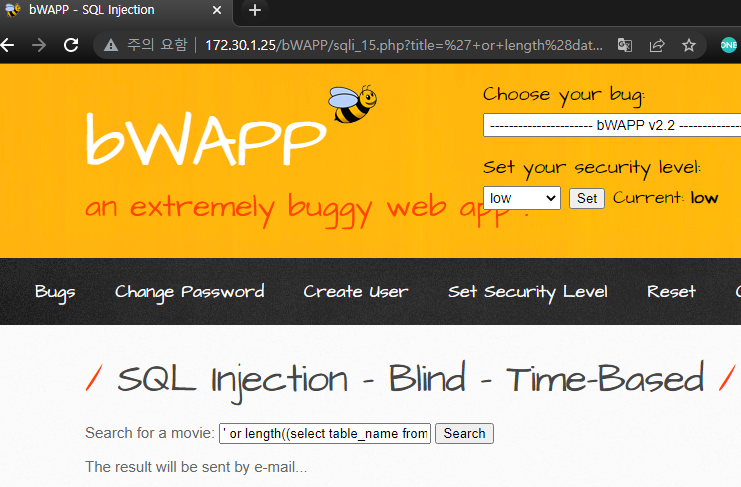 bWAPP - SQL Injection
주의 요함 172.30.1.25/bWAPP/sqli_15.php?title=%27+or+length%28dat...
Choose your bug:
---------------------- bWAPP v2.2 --------------
bWAPP
Set your security level:
low Set Current: low
an extremely buggy web app !
Bugs Change Password Create User Set Security Level Reset
/ SQL Injection - Blind - Time-Based /
Search for a movie: ' or length((select table_name from Search
The result will be sent by e-mail...